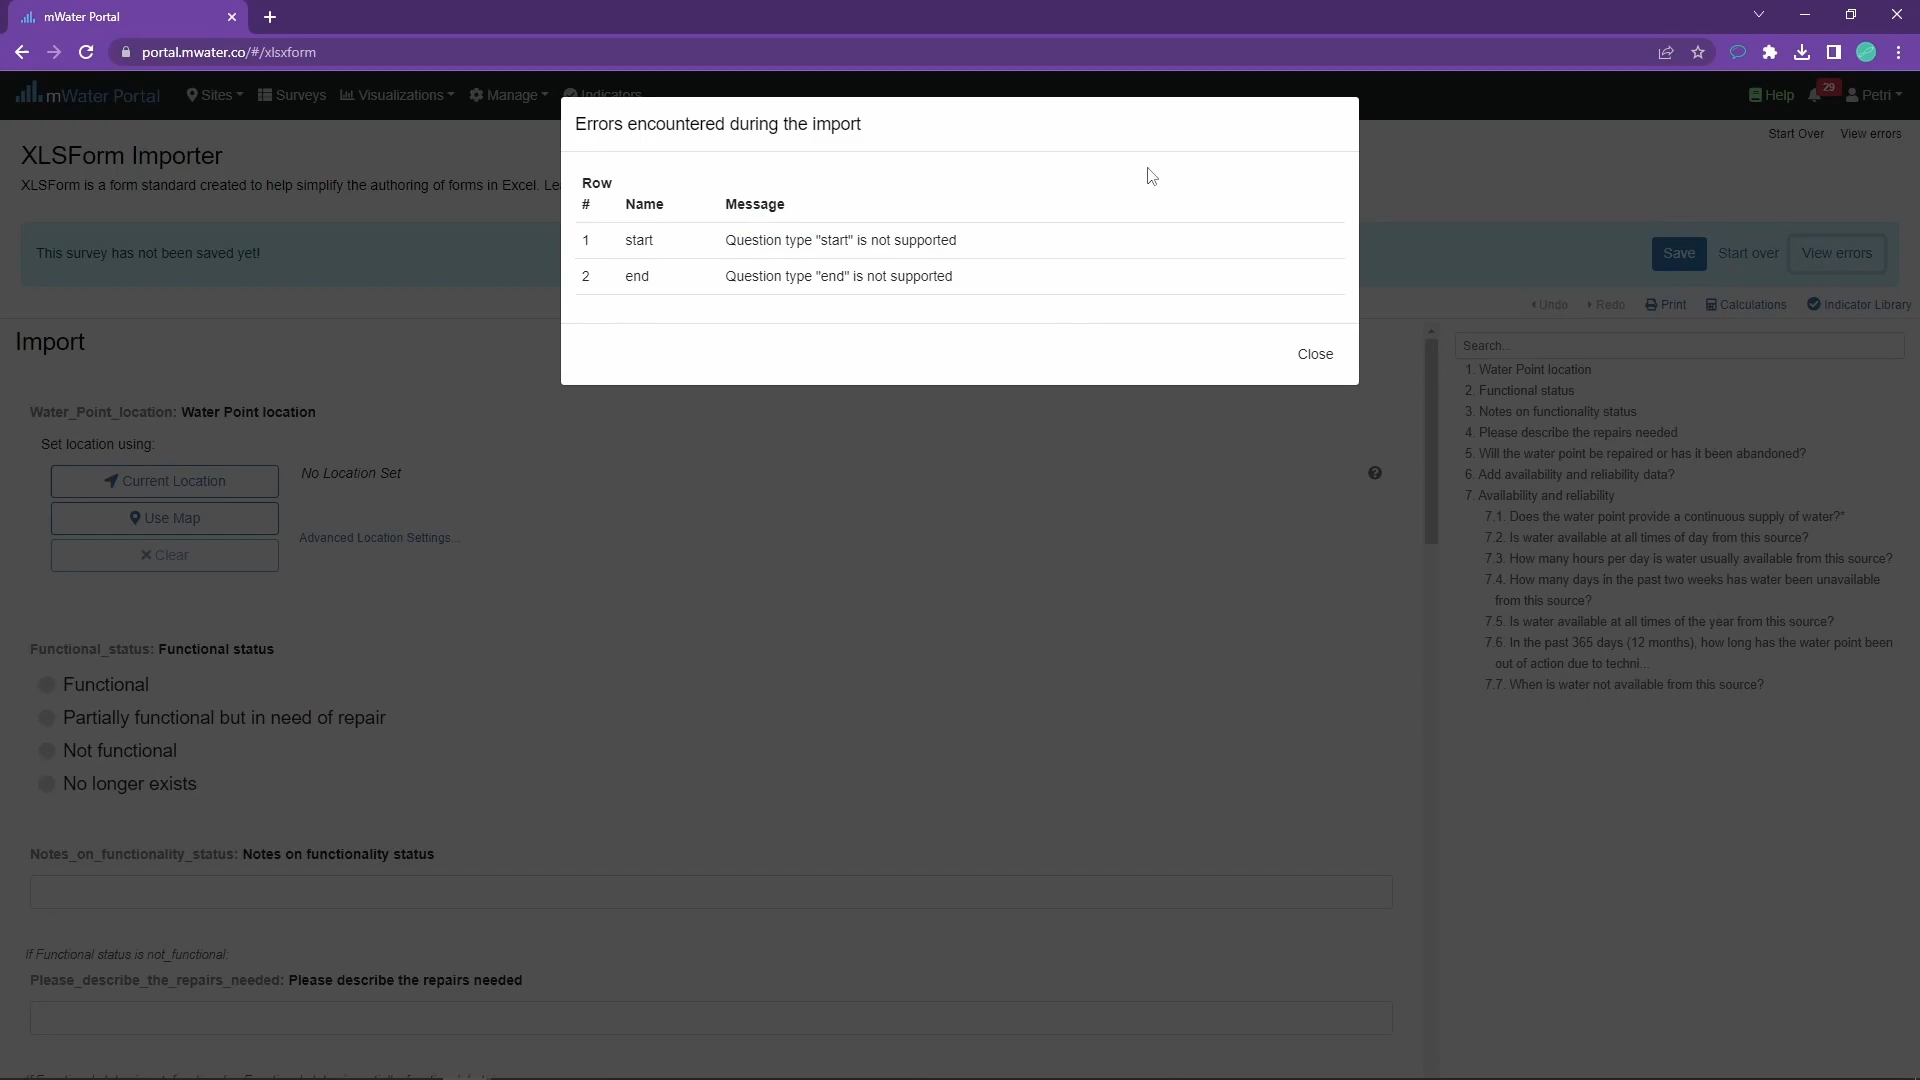 mWater Portal
portal.mwater.co/#/xlsxform
mWater Portal
Sites
Surveys
Visualizations
Manage
Indicators
Help
29
Petri
Start Over
View errors
XLSForm Importer
XLSForm is a form standard created to help simplify the authoring of forms in Excel. Le
Errors encountered during the import
Row
# Name Message
1 start Question type "start" is not supported
2 end Question type "end" is not supported
Close
This survey has not been saved yet!
Save
Start over
View errors
Undo
Redo
Print
Calculations
Indicator Library
Import
Water_Point_location: Water Point location
Set location using:
Current Location
No Location Set
Use Map
Advanced Location Settings...
Clear
Functional_status: Functional status
Functional
Partially functional but in need of repair
Not functional
No longer exists
Notes_on_functionality_status: Notes on functionality status
If Functional status is not_functional:
Please_describe_the_repairs_needed: Please describe the repairs needed
Search...
1. Water Point location
2. Functional status
3. Notes on functionality status
4. Please describe the repairs needed
5. Will the water point be repaired or has it been abandoned?
6. Add availability and reliability data?
7. Availability and reliability
7.1. Does the water point provide a continuous supply of water?*
7.2. Is water available at all times of day from this source?
7.3. How many hours per day is water usually available from this source?
7.4. How many days in the past two weeks has water been unavailable
from this source?
7.5. Is water available at all times of the year from this source?
7.6. In the past 365 days (12 months), how long has the water point been
out of action due to techni...
7.7. When is water not available from this source?